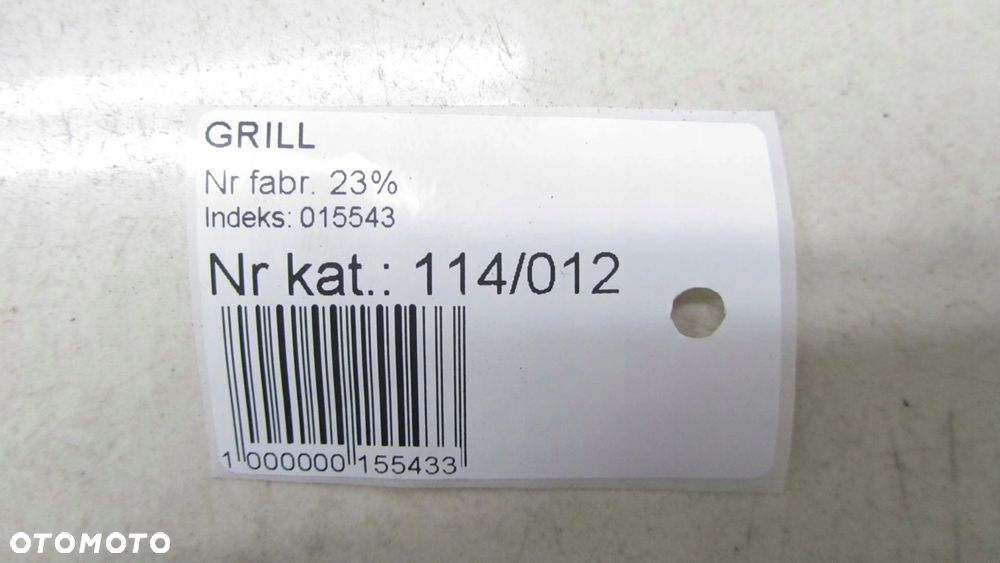 GRILL
Nr fabr. 23%
Indeks: 015543
Nr kat.: 114/012
1 000000 155433
OTOMOTO